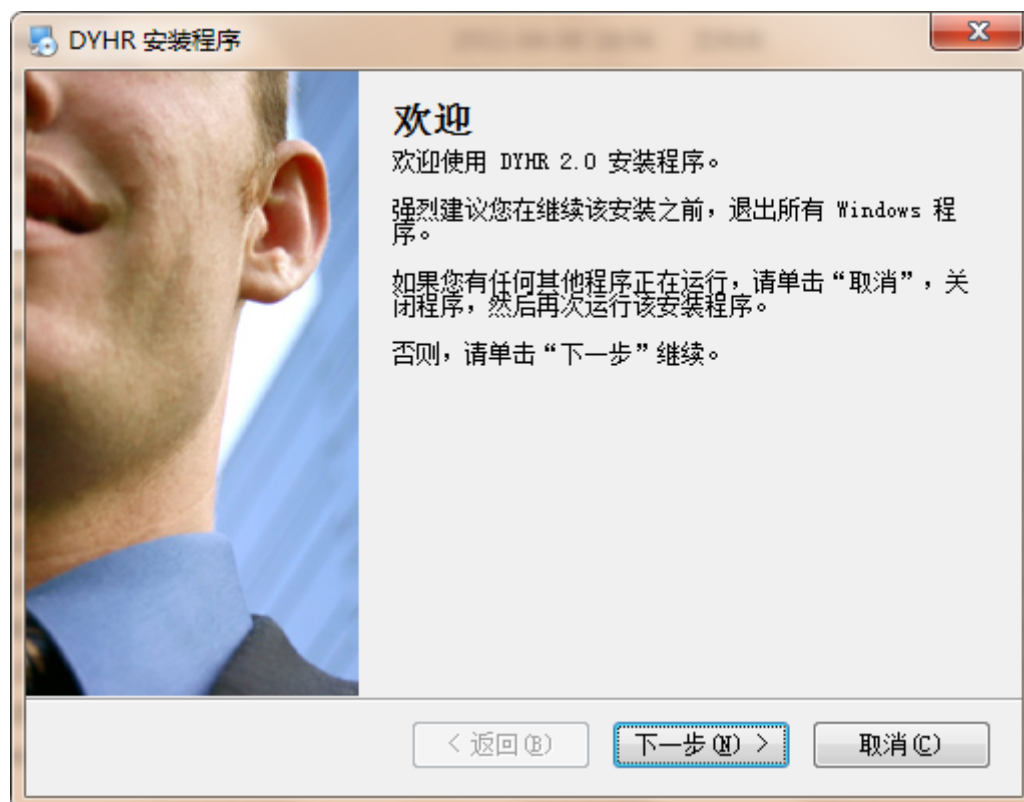 DYHR 安装程序
欢迎
欢迎使用 DYHR 2.0 安装程序。
强烈建议您在继续该安装之前，退出所有 Windows 程
序。
如果您有任何其他程序正在运行，请单击“取消”，关
闭程序，然后再次运行该安装程序。
否则，请单击“下一步”继续。
< 返回(B)
下一步(N) >
取消(C)